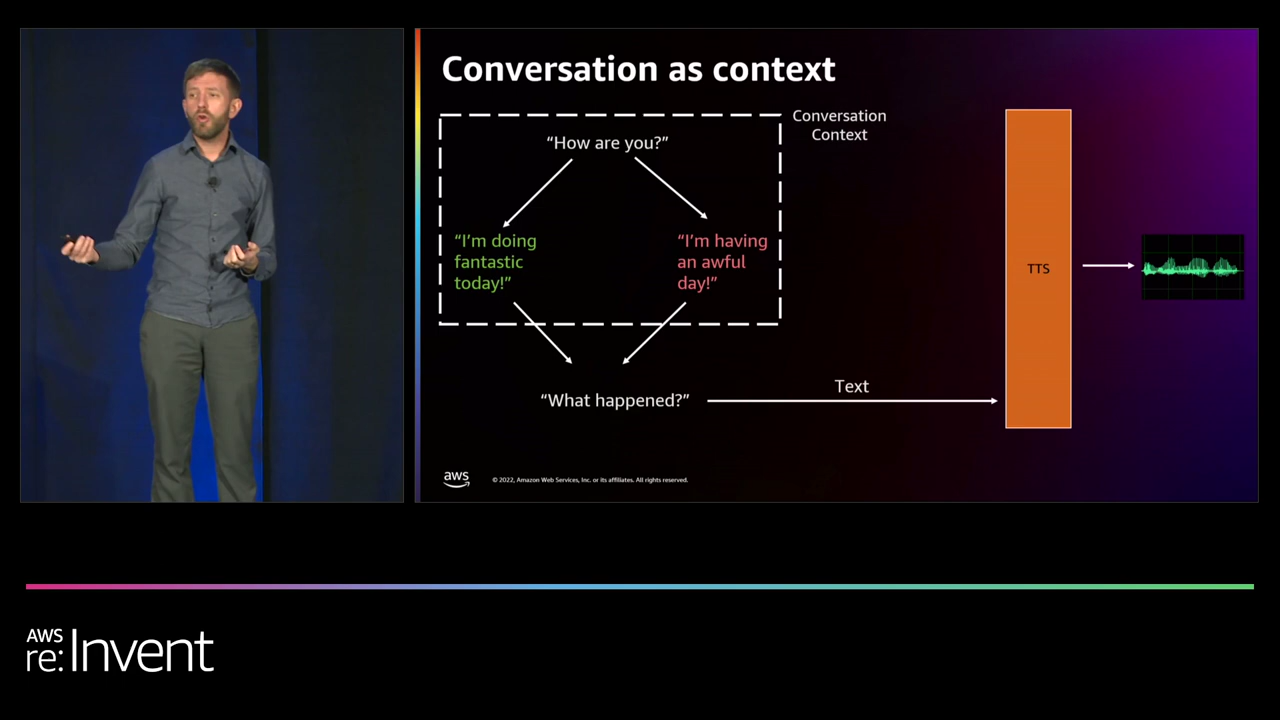 Conversation as context
Conversation
Context
“How are you?”
“I’m doing
fantastic
today!”
“I’m having
an awful
day!”
TTS
“What happened?”
Text
aws
© 2022, Amazon Web Services, Inc. or its affiliates. All rights reserved.
AWS
re:Invent